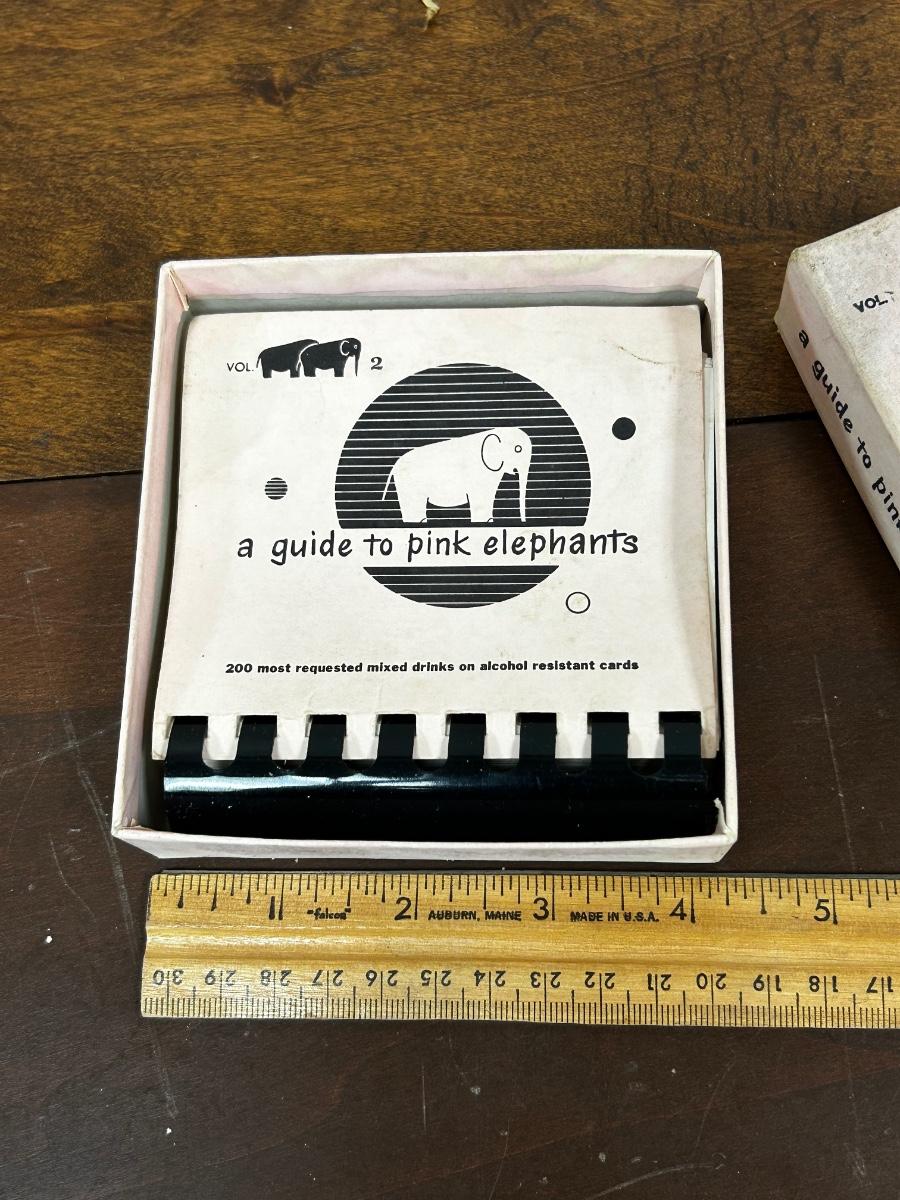 VOL. 2
a guide to pink elephants
200 most requested mixed drinks on alcohol resistant cards
VOL.
a guide to
1 "falcon" 2 AUBURN, MAINE 3 MADE IN U.S.A. 4 5
30 29 28 27 26 25 24 23 22 21 20 19 18 17